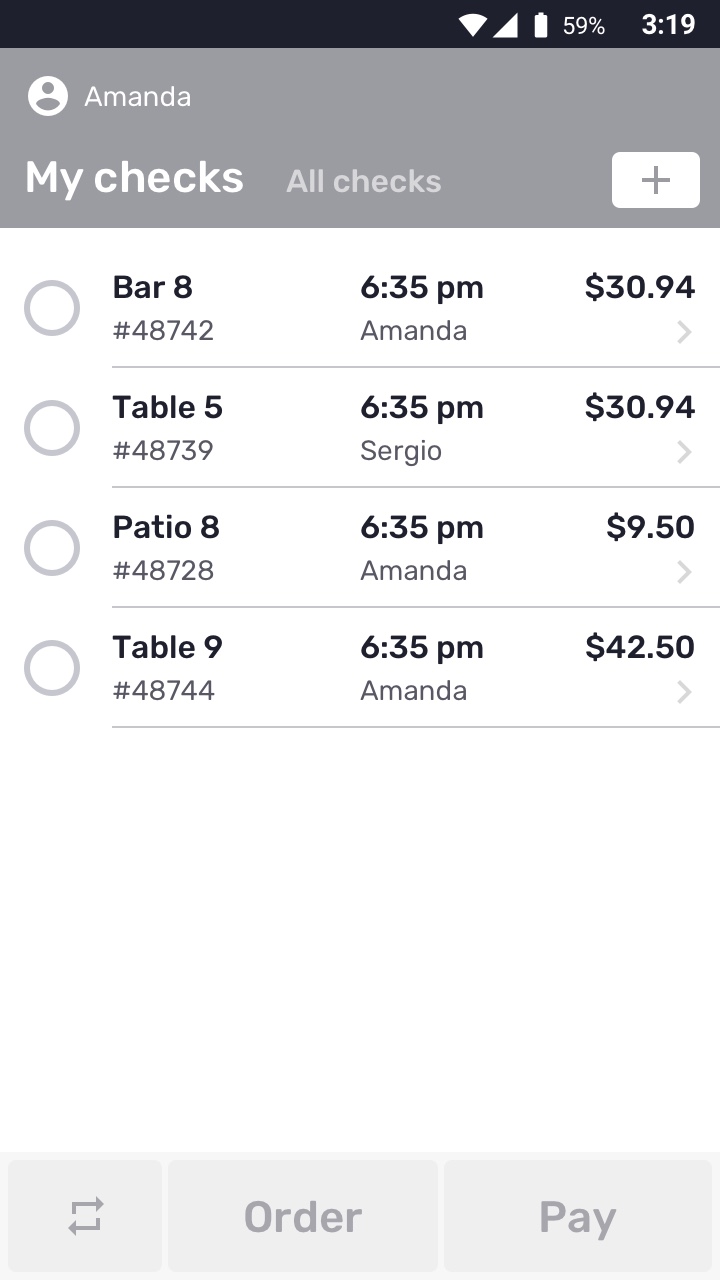 59% 3:19
Amanda
My checks All checks
Bar 8 6:35 pm $30.94
#48742 Amanda
Table 5 6:35 pm $30.94
#48739 Sergio
Patio 8 6:35 pm $9.50
#48728 Amanda
Table 9 6:35 pm $42.50
#48744 Amanda
Order Pay